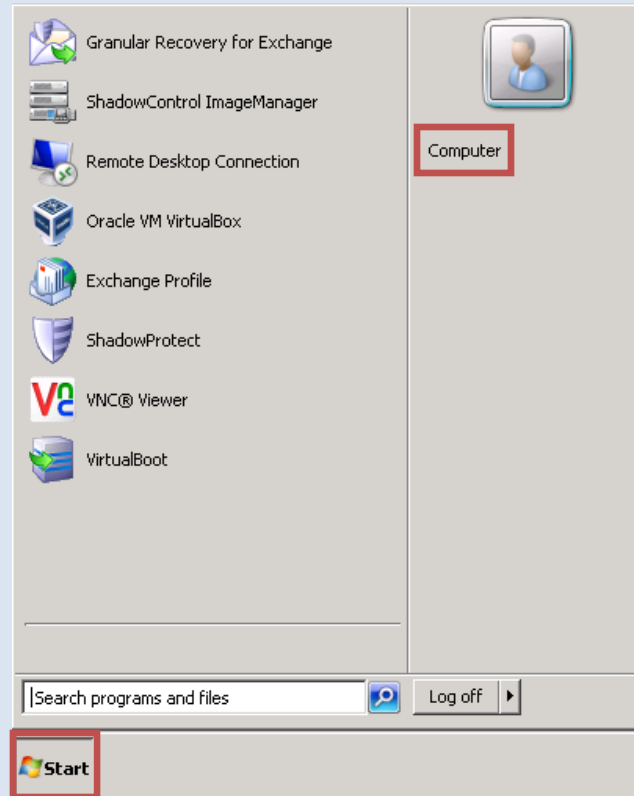 Granular Recovery for Exchange
ShadowControl ImageManager
Remote Desktop Connection
Oracle VM VirtualBox
Exchange Profile
ShadowProtect
VNC® Viewer
VirtualBoot
Computer
Search programs and files
Log off
Start